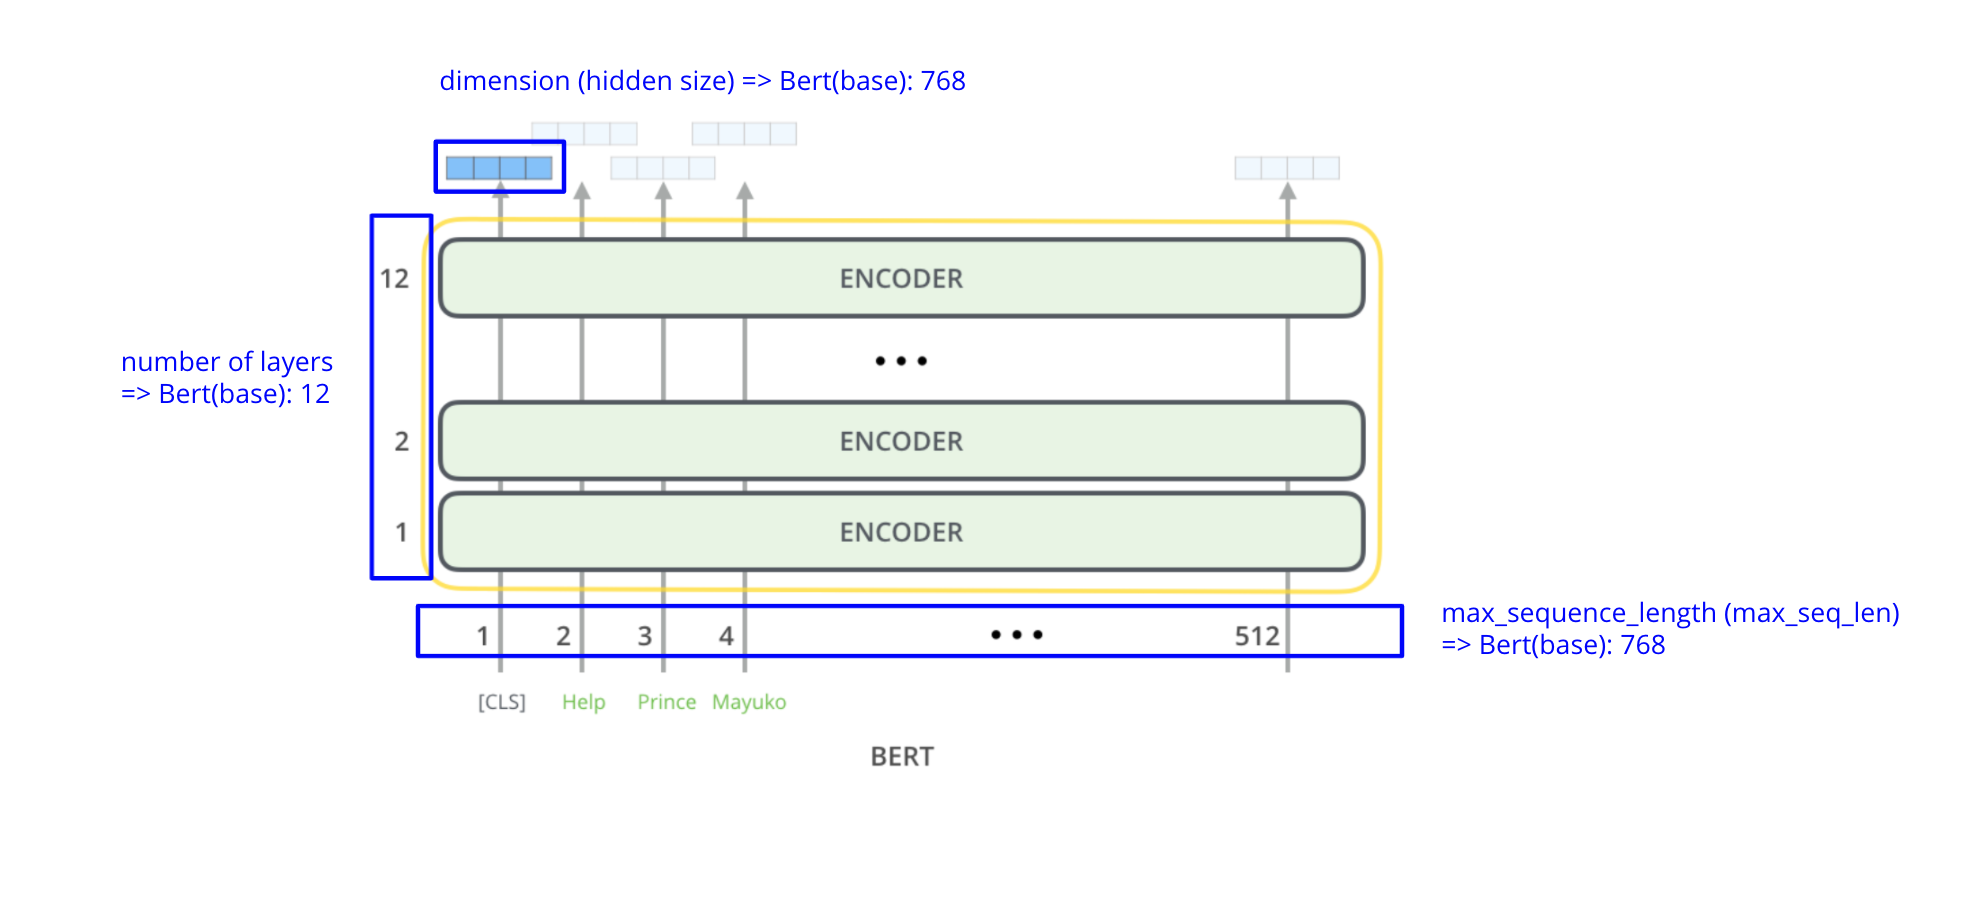 dimension (hidden size) => Bert(base): 768
12
ENCODER
number of layers
=> Bert(base): 12
2
ENCODER
1
ENCODER
max_sequence_length (max_seq_len)
=> Bert(base): 768
1 2 3 4 ... 512
[CLS] Help Prince Mayuko
BERT